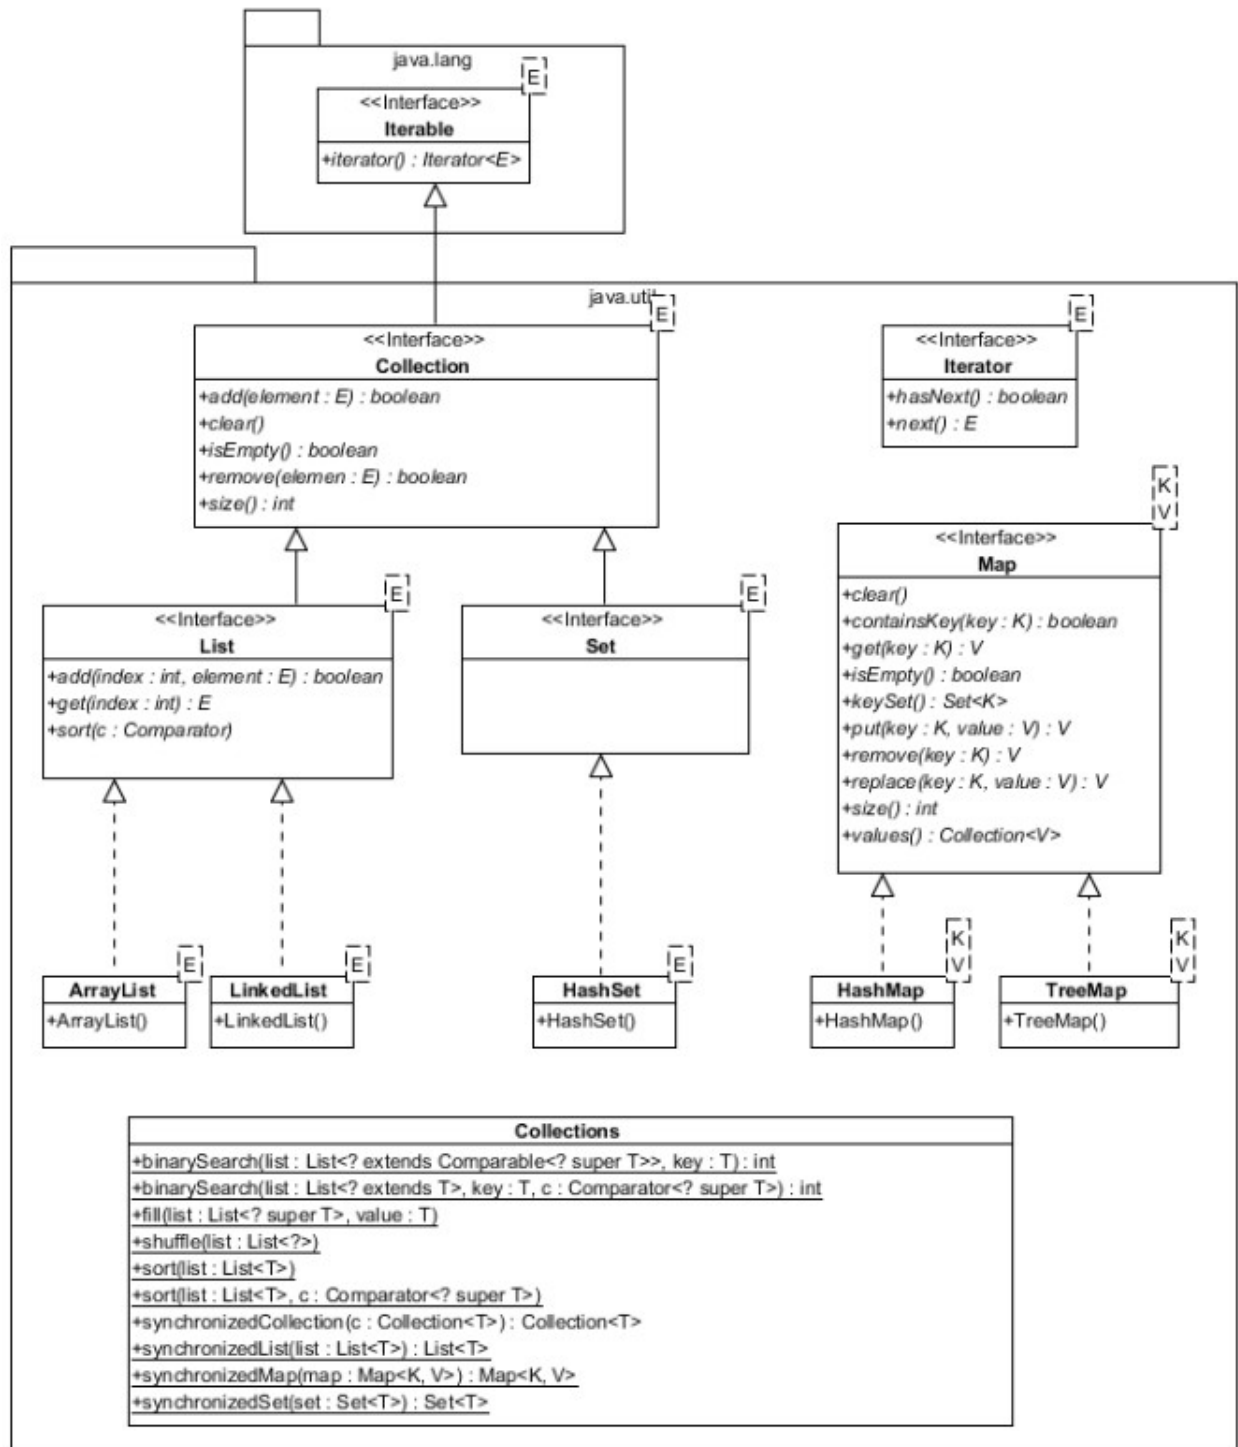 java.lang
E
<<Interface>>
Iterable
+iterator() : Iterator<E>
java.util
E
<<Interface>>
Collection
+add(element : E) : boolean
+clear()
+isEmpty() : boolean
+remove(elemen : E) : boolean
+size() : int
E
<<Interface>>
Iterator
+hasNext() : boolean
+next() : E
E
<<Interface>>
List
+add(index : int, element : E) : boolean
+get(index : int) : E
+sort(c : Comparator)
E
<<Interface>>
Set
K
V
<<Interface>>
Map
+clear()
+containsKey(key : K) : boolean
+get(key : K) : V
+isEmpty() : boolean
+keySet() : Set<K>
+put(key : K, value : V) : V
+remove(key : K) : V
+replace(key : K, value : V) : V
+size() : int
+values() : Collection<V>
E
ArrayList
+ArrayList()
E
LinkedList
+LinkedList()
E
HashSet
+HashSet()
K
V
HashMap
+HashMap()
K
V
TreeMap
+TreeMap()
Collections
+binarySearch(list : List<? extends Comparable<? super T>>, key : T) : int
+binarySearch(list : List<? extends T>, key : T, c : Comparator<? super T>) : int
+fill(list : List<? super T>, value : T)
+shuffle(list : List<?>)
+sort(list : List<T>)
+sort(list : List<T>, c : Comparator<? super T>)
+synchronizedCollection(c : Collection<T>) : Collection<T>
+synchronizedList(list : List<T>) : List<T>
+synchronizedMap(map : Map<K, V>) : Map<K, V>
+synchronizedSet(set : Set<T>) : Set<T>